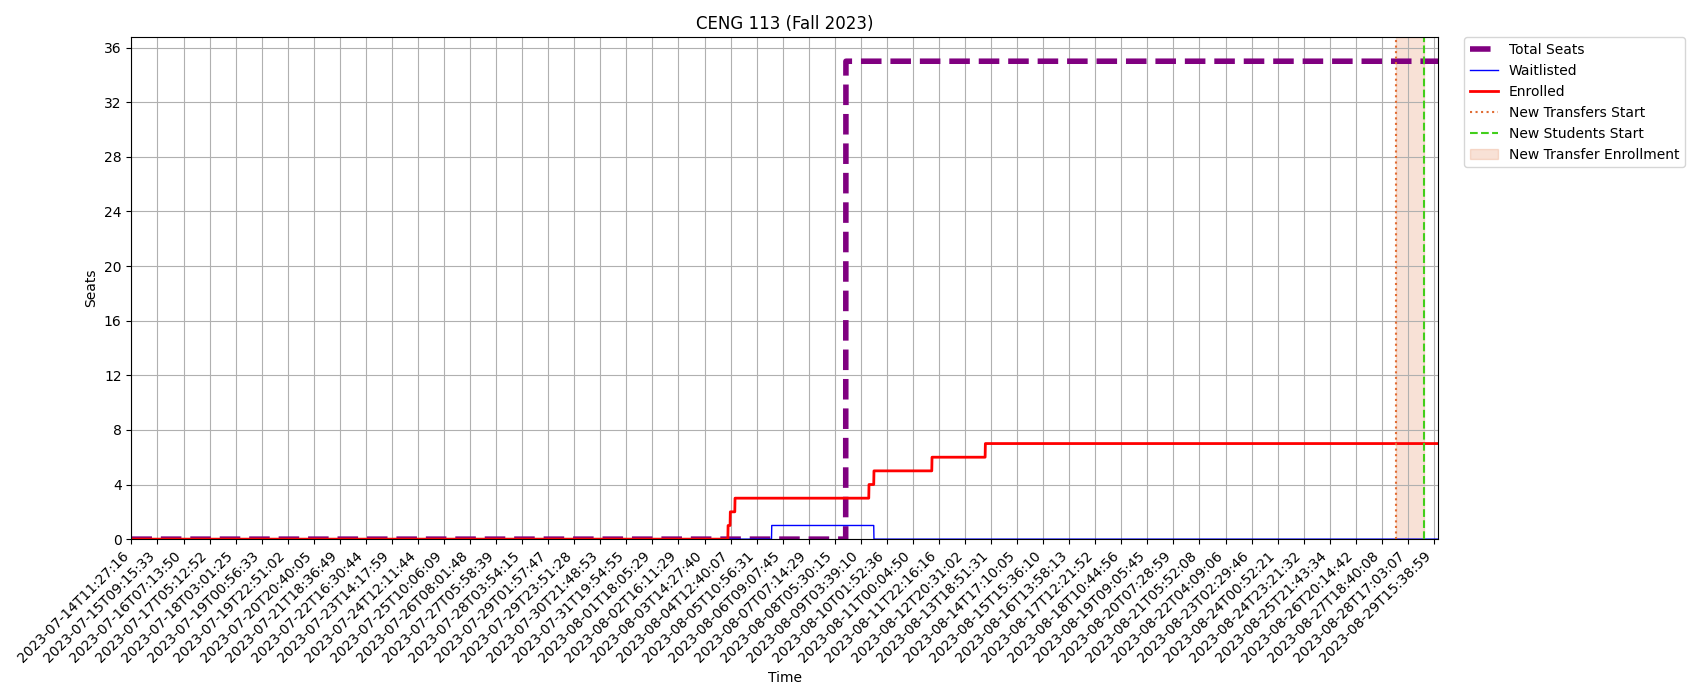 CENG 113 (Fall 2023)
36
32
28
24
20
16
12
8
4
0
Seats
Total Seats
Waitlisted
Enrolled
New Transfers Start
New Students Start
New Transfer Enrollment
2023-07-14T11:27:16
2023-07-15T09:15:33
2023-07-16T07:13:50
2023-07-17T05:12:52
2023-07-18T03:01:25
2023-07-19T00:56:33
2023-07-19T22:51:02
2023-07-20T20:40:05
2023-07-21T18:36:49
2023-07-22T16:30:44
2023-07-23T14:17:59
2023-07-24T12:11:44
2023-07-25T10:06:09
2023-07-26T08:01:48
2023-07-27T05:58:39
2023-07-28T03:54:15
2023-07-29T01:57:47
2023-07-29T23:51:28
2023-07-30T21:48:53
2023-07-31T19:54:55
2023-08-01T18:05:29
2023-08-02T16:11:29
2023-08-03T14:27:40
2023-08-04T12:40:07
2023-08-05T10:56:31
2023-08-06T09:07:45
2023-08-07T07:14:29
2023-08-08T05:30:15
2023-08-09T03:39:10
2023-08-10T01:52:36
2023-08-11T00:04:50
2023-08-11T22:16:16
2023-08-12T20:31:02
2023-08-13T18:51:31
2023-08-14T17:10:05
2023-08-15T15:36:10
2023-08-16T13:58:13
2023-08-17T12:21:52
2023-08-18T10:44:56
2023-08-19T09:05:45
2023-08-20T07:28:59
2023-08-21T05:52:08
2023-08-22T04:09:06
2023-08-23T02:29:46
2023-08-24T00:52:21
2023-08-24T23:21:32
2023-08-25T21:43:34
2023-08-26T20:14:42
2023-08-27T18:40:08
2023-08-28T17:03:07
2023-08-29T15:38:59
Time